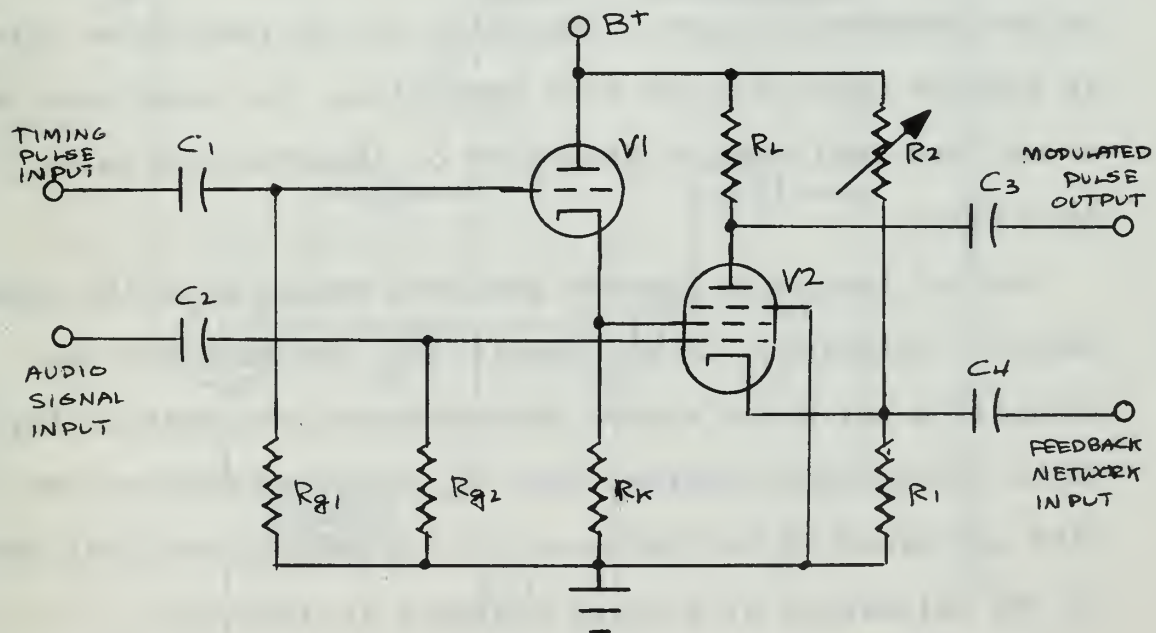 B+
TIMING
PULSE
INPUT
C1
V1
RL
R2
MODULATED
PULSE
OUTPUT
C3
C2
V2
AUDIO
SIGNAL
INPUT
C4
FEEDBACK
NETWORK
INPUT
Rg1
Rg2
RK
R1